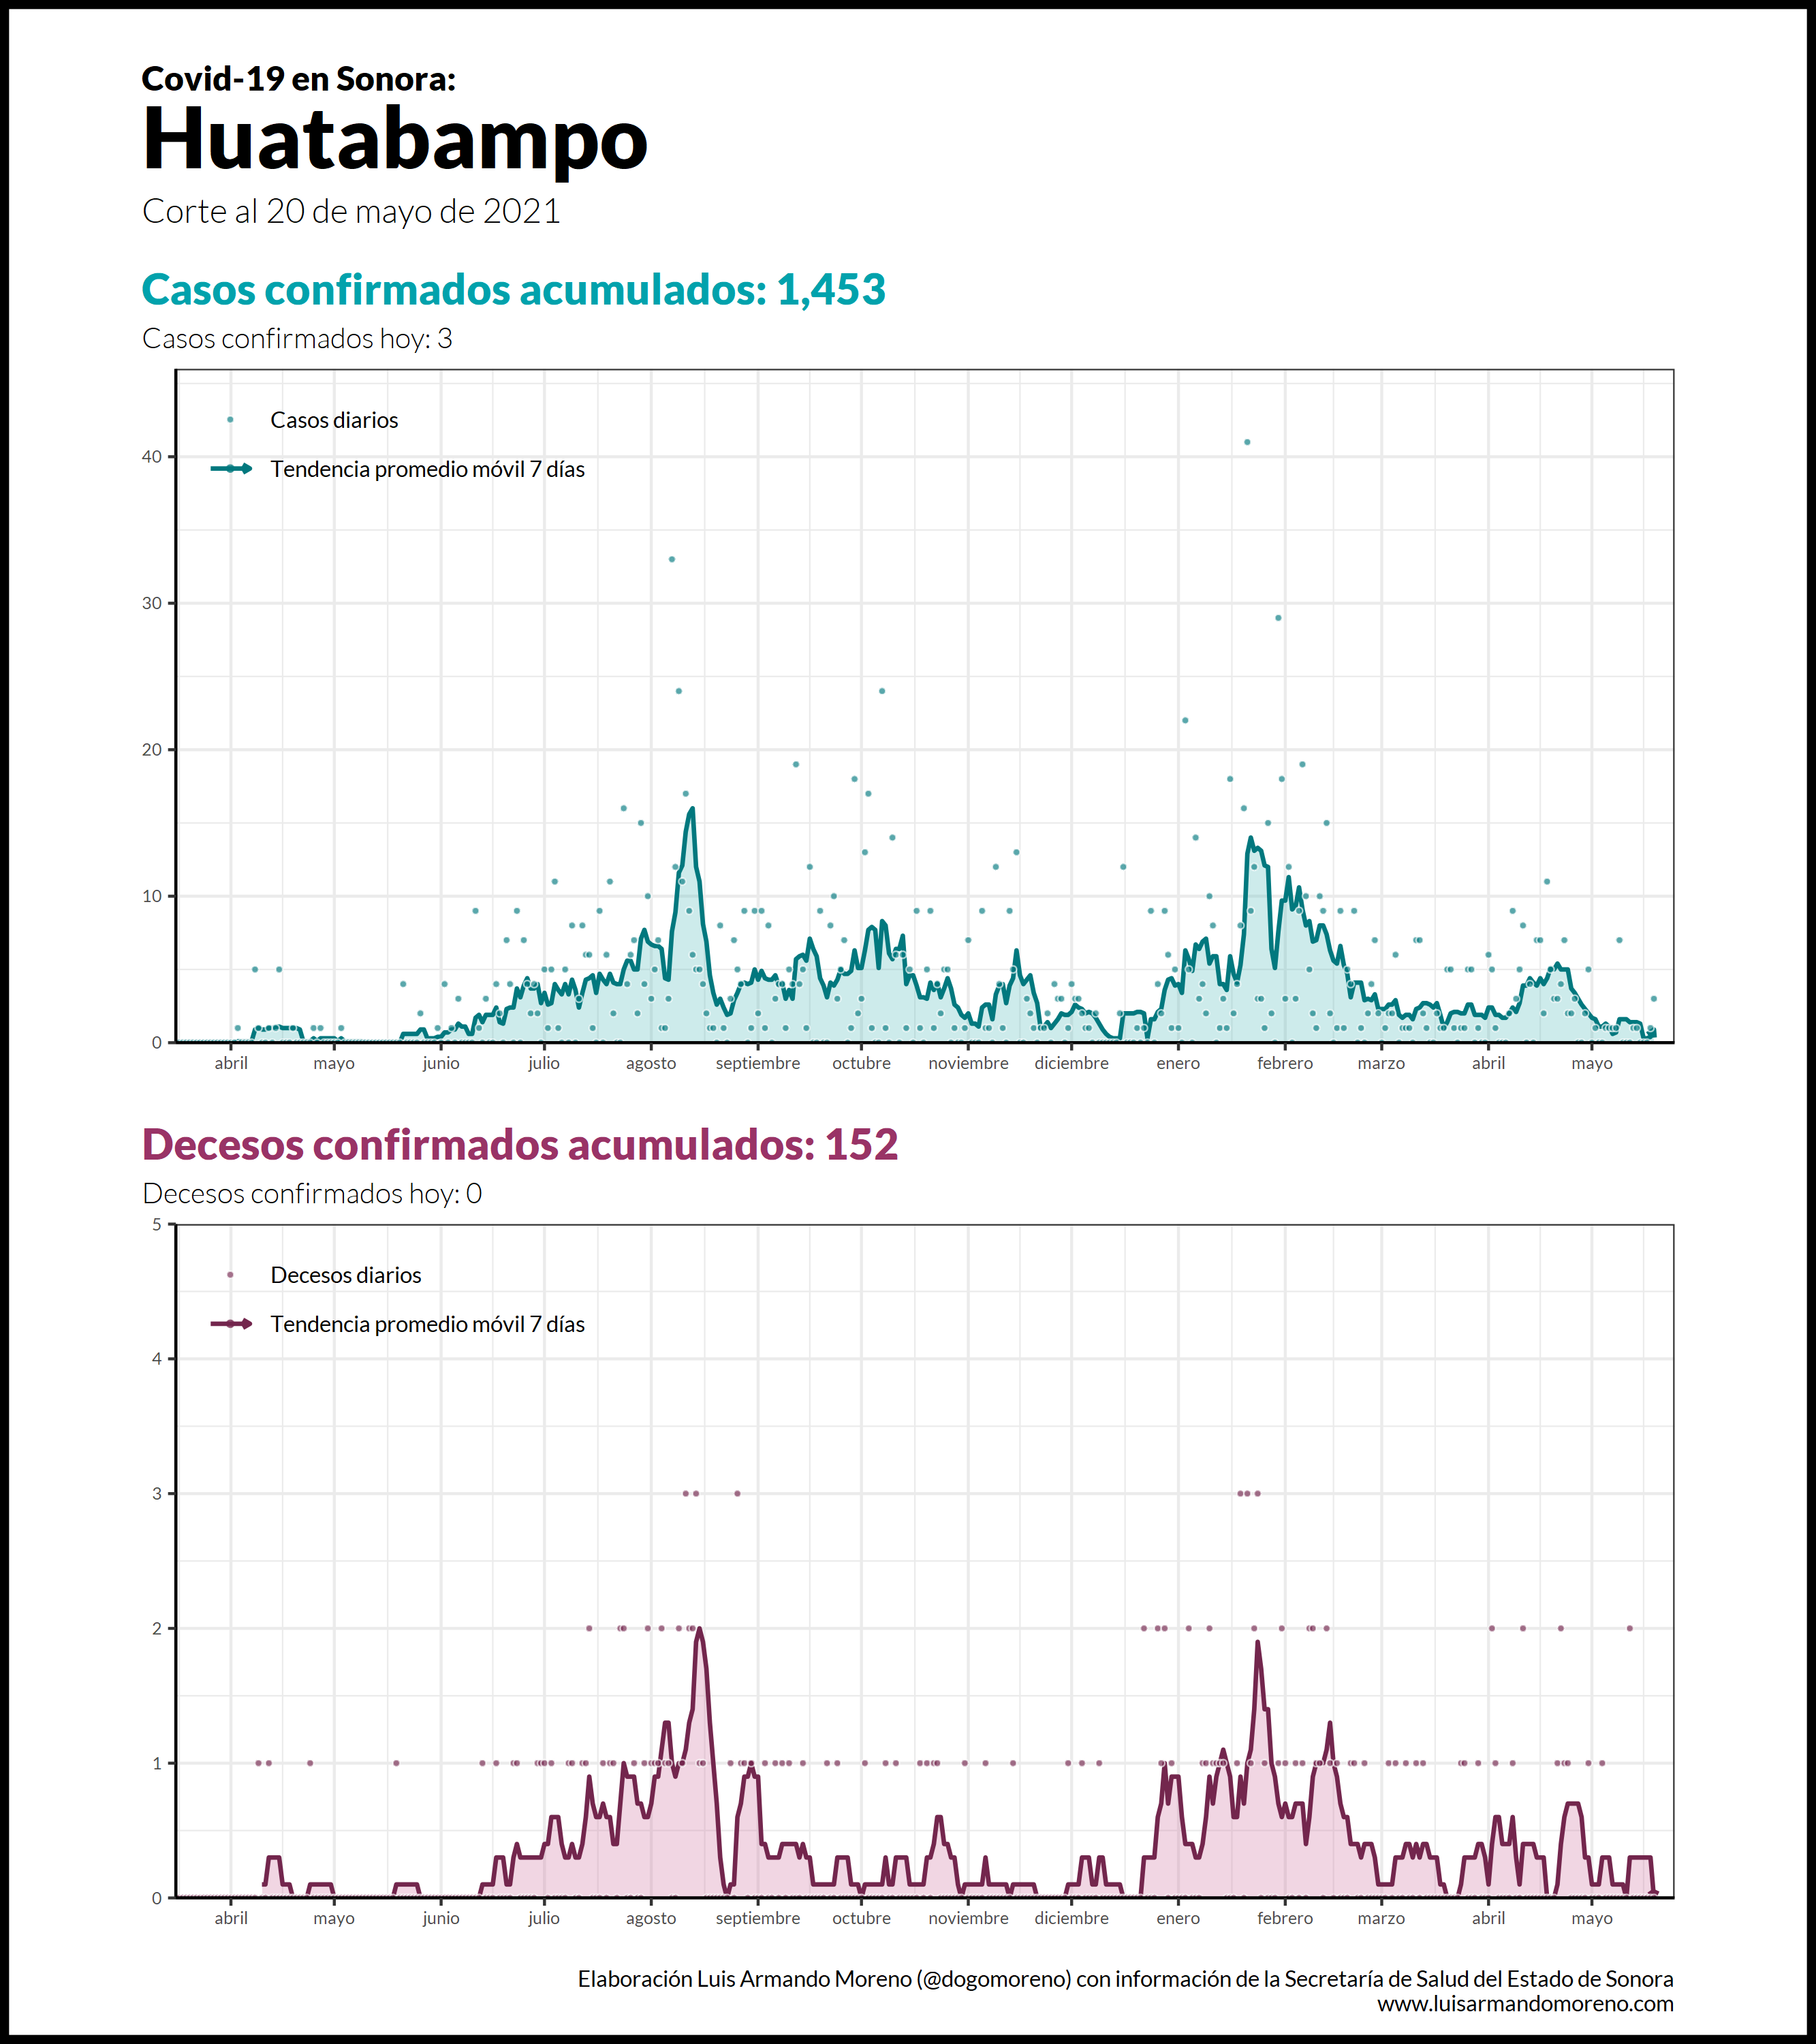 Covid-19 en Sonora:
Huatabampo
Corte al 20 de mayo de 2021
Casos confirmados acumulados: 1,453
Casos confirmados hoy: 3
Casos diarios
Tendencia promedio móvil 7 días
40
30
20
10
0
abril mayo junio julio agosto septiembre octubre noviembre diciembre enero febrero marzo abril mayo
Decesos confirmados acumulados: 152
Decesos confirmados hoy: 0
5
Decesos diarios
Tendencia promedio móvil 7 días
4
3
2
1
0
abril mayo junio julio agosto septiembre octubre noviembre diciembre enero febrero marzo abril mayo
Elaboración Luis Armando Moreno (@dogomoreno) con información de la Secretaría de Salud del Estado de Sonora
www.luisarmandomoreno.com